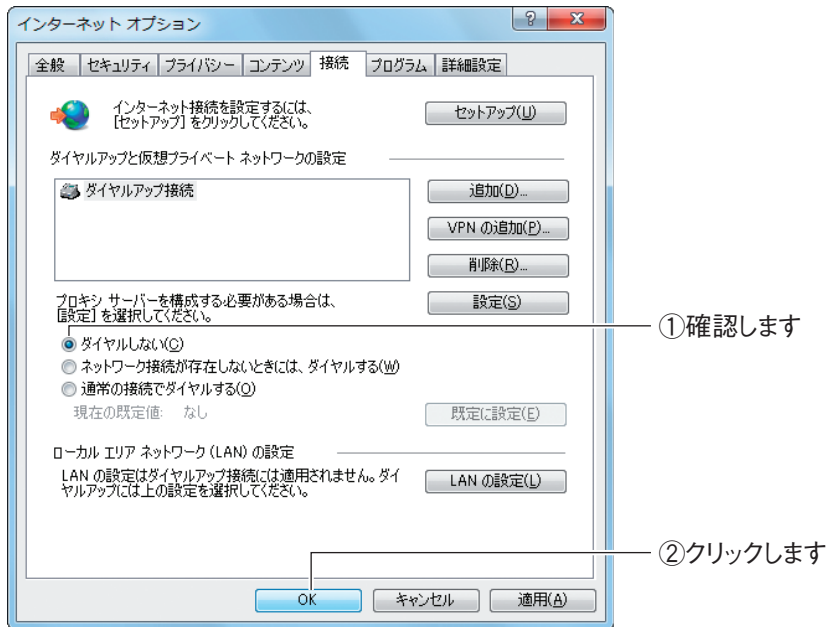 インターネット オプション
全般 セキュリティ プライバシー コンテンツ 接続 プログラム 詳細設定
インターネット接続を設定するには、
[セットアップ] をクリックしてください。
セットアップ(U)
ダイヤルアップと仮想プライベート ネットワークの設定
ダイヤルアップ接続
追加(D)...
VPN の追加(P)...
削除(R)...
プロキシ サーバーを構成する必要がある場合は、
[設定] を選択してください。
設定(S)
①確認します
ダイヤルしない(C)
ネットワーク接続が存在しないときには、ダイヤルする(W)
通常の接続でダイヤルする(O)
現在の既定値: なし
既定に設定(E)
ローカル エリア ネットワーク (LAN) の設定
LAN の設定はダイヤルアップ接続には適用されません。ダイ
ヤルアップには上の設定を選択してください。
LAN の設定(L)
②クリックします
OK キャンセル 適用(A)